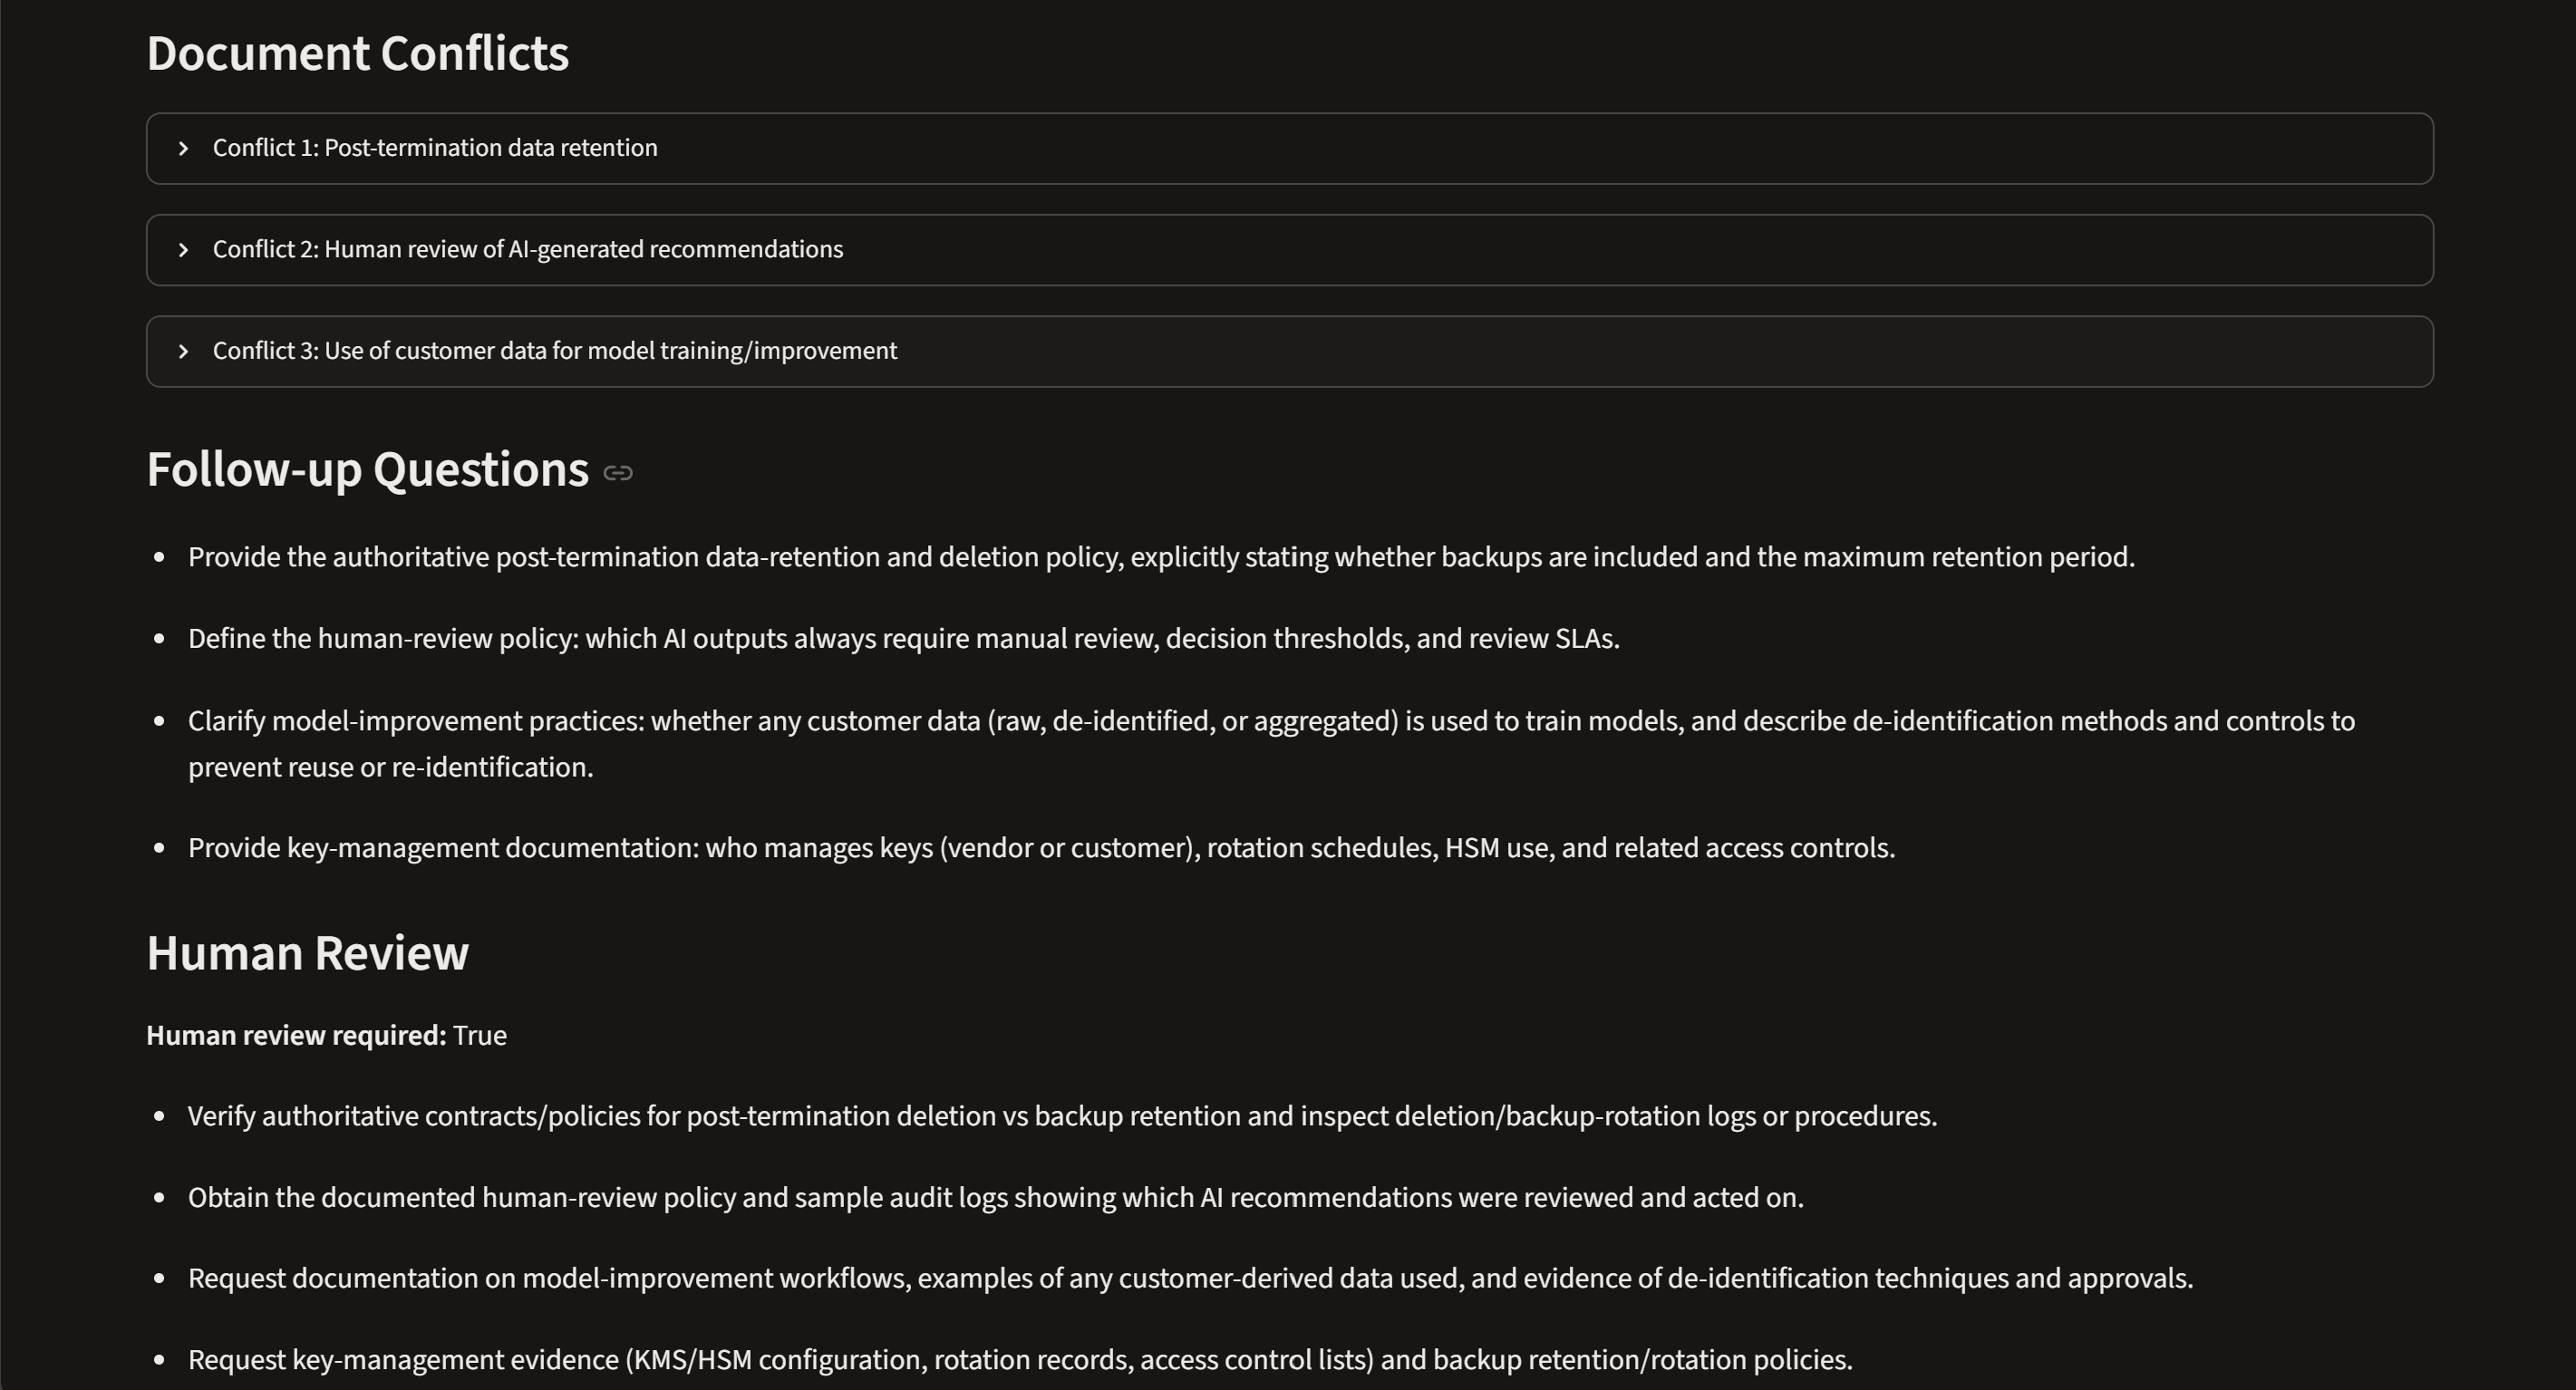 Document Conflicts
Conflict 1: Post-termination data retention
Conflict 2: Human review of AI-generated recommendations
Conflict 3: Use of customer data for model training/improvement
Follow-up Questions
Provide the authoritative post-termination data-retention and deletion policy, explicitly stating whether backups are included and the maximum retention period.
Define the human-review policy: which AI outputs always require manual review, decision thresholds, and review SLAs.
Clarify model-improvement practices: whether any customer data (raw, de-identified, or aggregated) is used to train models, and describe de-identification methods and controls to
prevent reuse or re-identification.
Provide key-management documentation: who manages keys (vendor or customer), rotation schedules, HSM use, and related access controls.
Human Review
Human review required: True
Verify authoritative contracts/policies for post-termination deletion vs backup retention and inspect deletion/backup-rotation logs or procedures.
Obtain the documented human-review policy and sample audit logs showing which AI recommendations were reviewed and acted on.
Request documentation on model-improvement workflows, examples of any customer-derived data used, and evidence of de-identification techniques and approvals.
Request key-management evidence (KMS/HSM configuration, rotation records, access control lists) and backup retention/rotation policies.